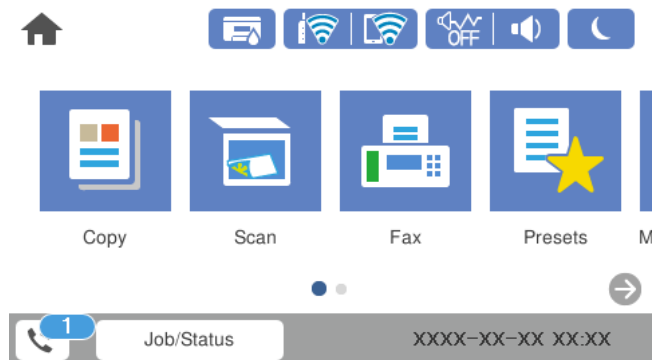 OFF
Copy
Scan
Fax
Presets
M
1
Job/Status
XXXX-XX-XX XX:XX